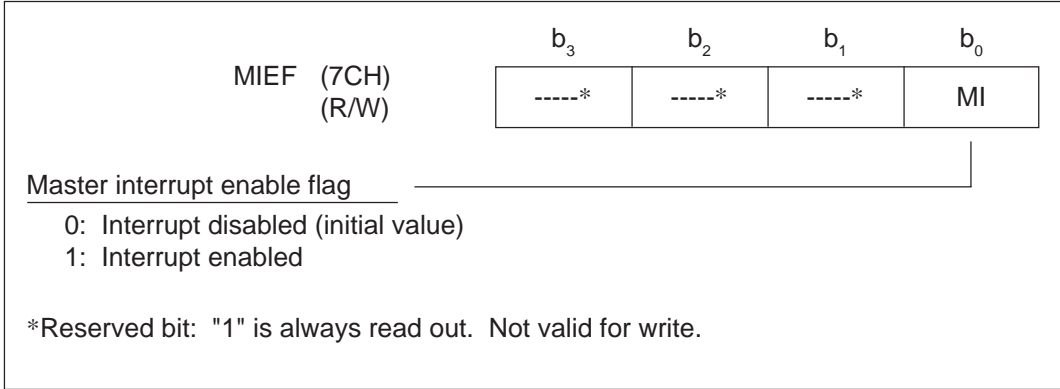 b3 b2 b1 b0
MIEF (7CH)
(R/W)
-----* -----* -----* MI
Master interrupt enable flag
0: Interrupt disabled (initial value)
1: Interrupt enabled
*Reserved bit: "1" is always read out. Not valid for write.